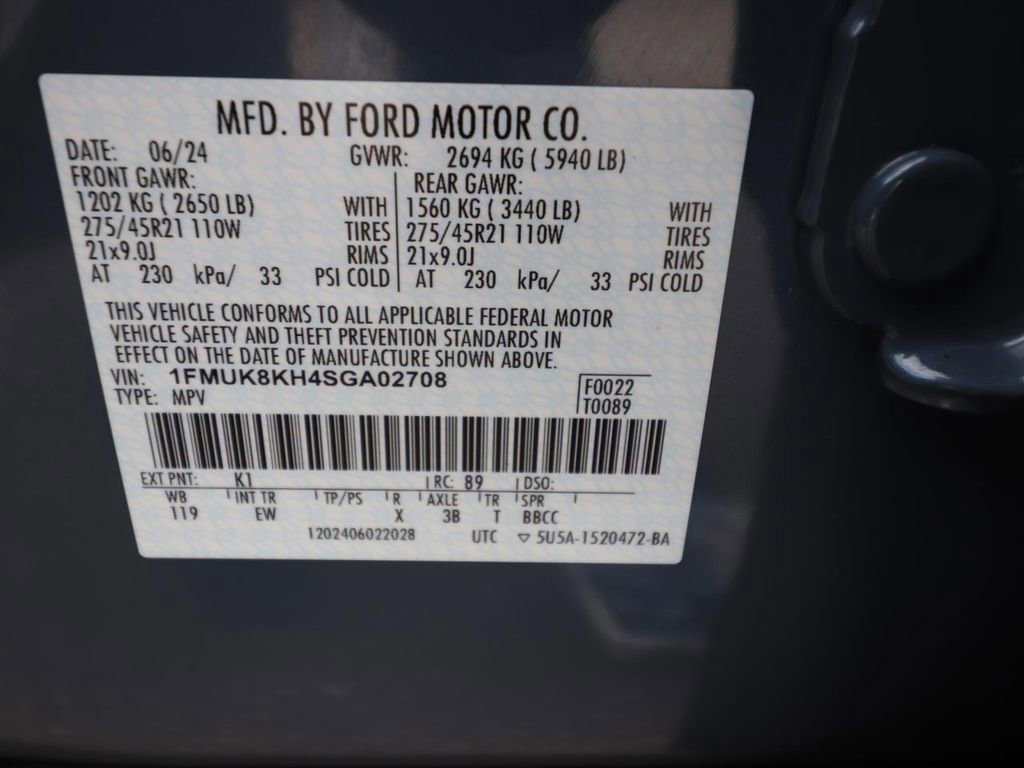 MFD. BY FORD MOTOR CO.
DATE: 06/24 GVWR: 2694 KG ( 5940 LB)
FRONT GAWR: REAR GAWR:
1202 KG ( 2650 LB) WITH 1560 KG ( 3440 LB) WITH
275/45R21 110W TIRES 275/45R21 110W TIRES
21x9.0J RIMS 21x9.0J RIMS
AT 230 kPa/ 33 PSI COLD AT 230 kPa/ 33 PSI COLD
THIS VEHICLE CONFORMS TO ALL APPLICABLE FEDERAL MOTOR
VEHICLE SAFETY AND THEFT PREVENTION STANDARDS IN
EFFECT ON THE DATE OF MANUFACTURE SHOWN ABOVE.
VIN: 1FMUK8KH4SGA02708 F0022
TYPE: MPV T0089
EXT PNT: K1 RC: 89 DSO:
WB INT TR TP/PS R AXLE TR SPR
119 EW X 3B T BBCC
1202406022028 UTC ▽ 5U5A-1520472-BA